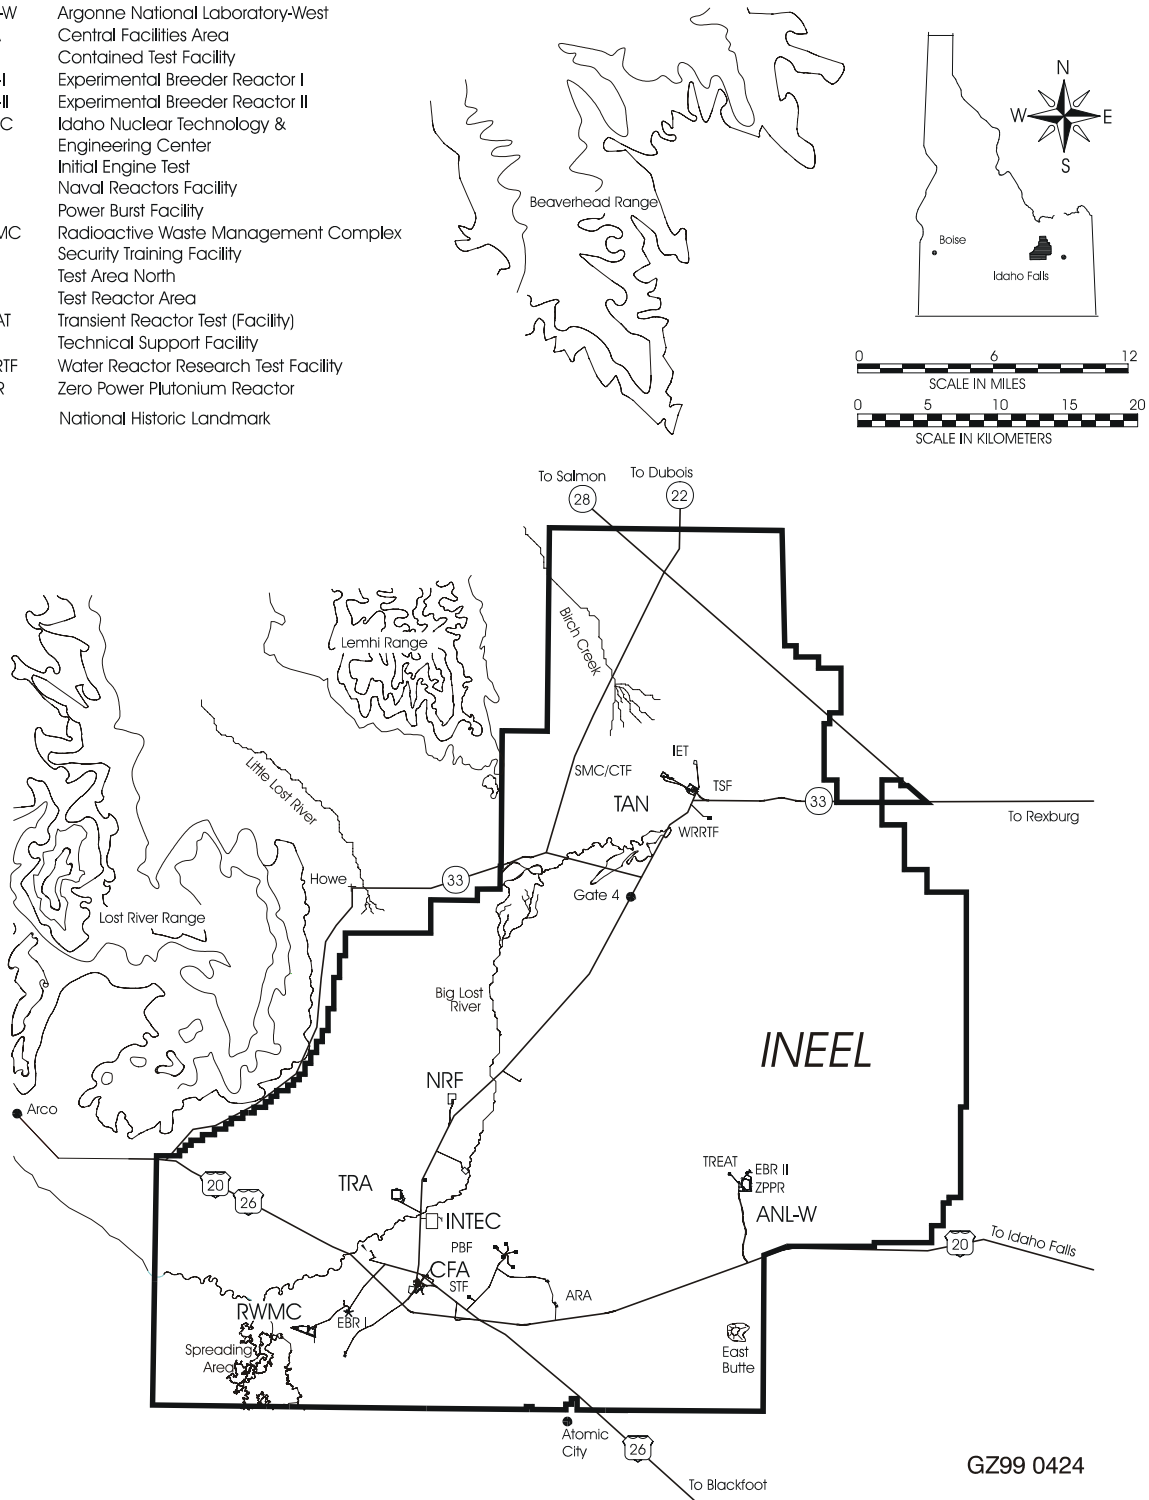 -W Argonne National Laboratory-West
Central Facilities Area
Contained Test Facility
-I Experimental Breeder Reactor I
-II Experimental Breeder Reactor II
C Idaho Nuclear Technology &
Engineering Center
Initial Engine Test
Naval Reactors Facility
Power Burst Facility
MC Radioactive Waste Management Complex
Security Training Facility
Test Area North
Test Reactor Area
AT Transient Reactor Test (Facility)
Technical Support Facility
RTF Water Reactor Research Test Facility
R Zero Power Plutonium Reactor
National Historic Landmark
Beaverhead Range
N
W E
S
Boise
Idaho Falls
0 6 12
SCALE IN MILES
0 5 10 15 20
SCALE IN KILOMETERS
To Salmon
To Dubois
28
22
Birch Creek
Lemhi Range
Little Lost River
IET
SMC/CTF
TSF
TAN
33
To Rexburg
WRRTF
Howe
33
Gate 4
Lost River Range
Big Lost
River
INEEL
NRF
Arco
TREAT
EBR II
ZPPR
ANL-W
TRA
20
26
INTEC
PBF
CFA
STF
ARA
20
To Idaho Falls
RWMC
EBR I
Spreading
Area
East
Butte
Atomic
City
26
To Blackfoot
GZ99 0424